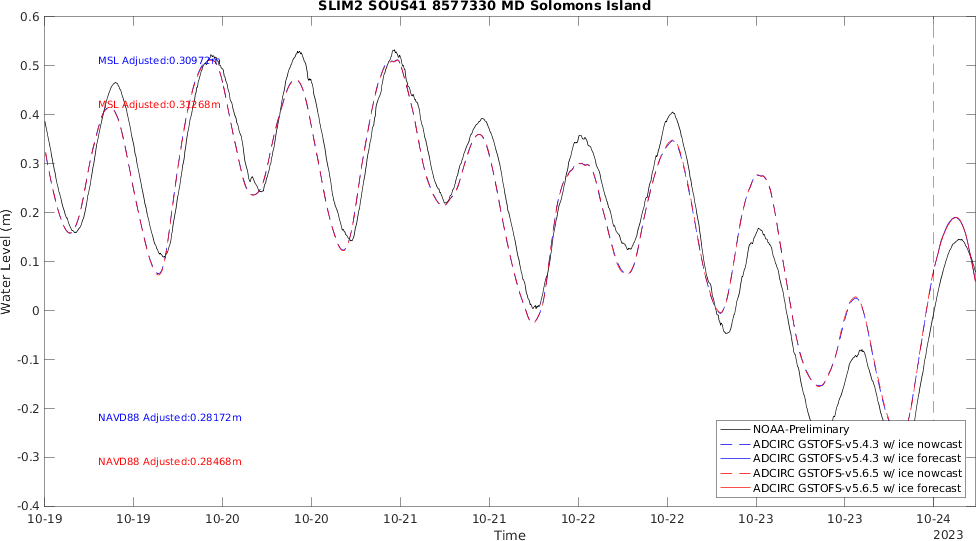 SLIM2 SOUS41 8577330 MD Solomons Island
0.6
0.5
0.4
0.3
0.2
0.1
0
-0.1
-0.2
-0.3
-0.4
Water Level (m)
MSL Adjusted:0.30972m
MSL Adjusted:0.31268m
NAVD88 Adjusted:0.28172m
NAVD88 Adjusted:0.28468m
NOAA-Preliminary
ADCIRC GSTOFS-v5.4.3 w/ ice nowcast
ADCIRC GSTOFS-v5.4.3 w/ ice forecast
ADCIRC GSTOFS-v5.6.5 w/ ice nowcast
ADCIRC GSTOFS-v5.6.5 w/ ice forecast
10-19 10-19 10-20 10-20 10-21 10-21 10-22 10-22 10-23 10-23 10-24
Time
2023